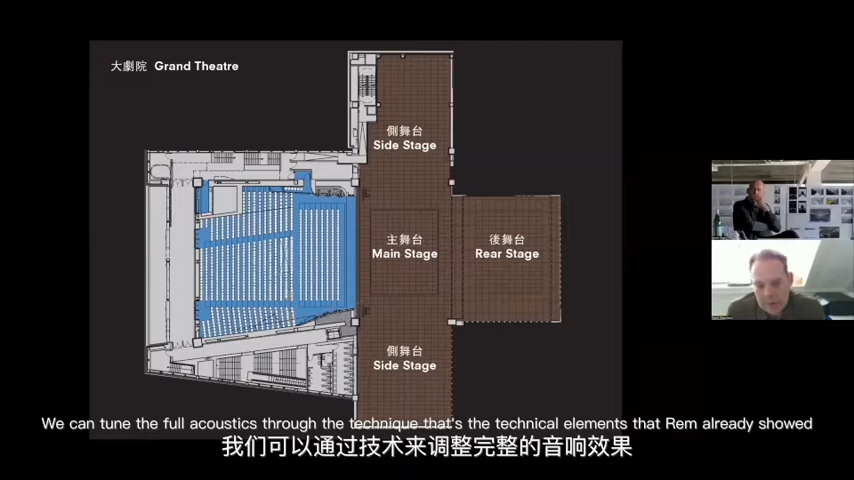 大劇院 Grand Theatre
側舞台
Side Stage
主舞台
Main Stage
後舞台
Rear Stage
側舞台
Side Stage
We can tune the full acoustics through the technique that's the technical elements that Rem already showed
我们可以通过技术来调整完整的音响效果